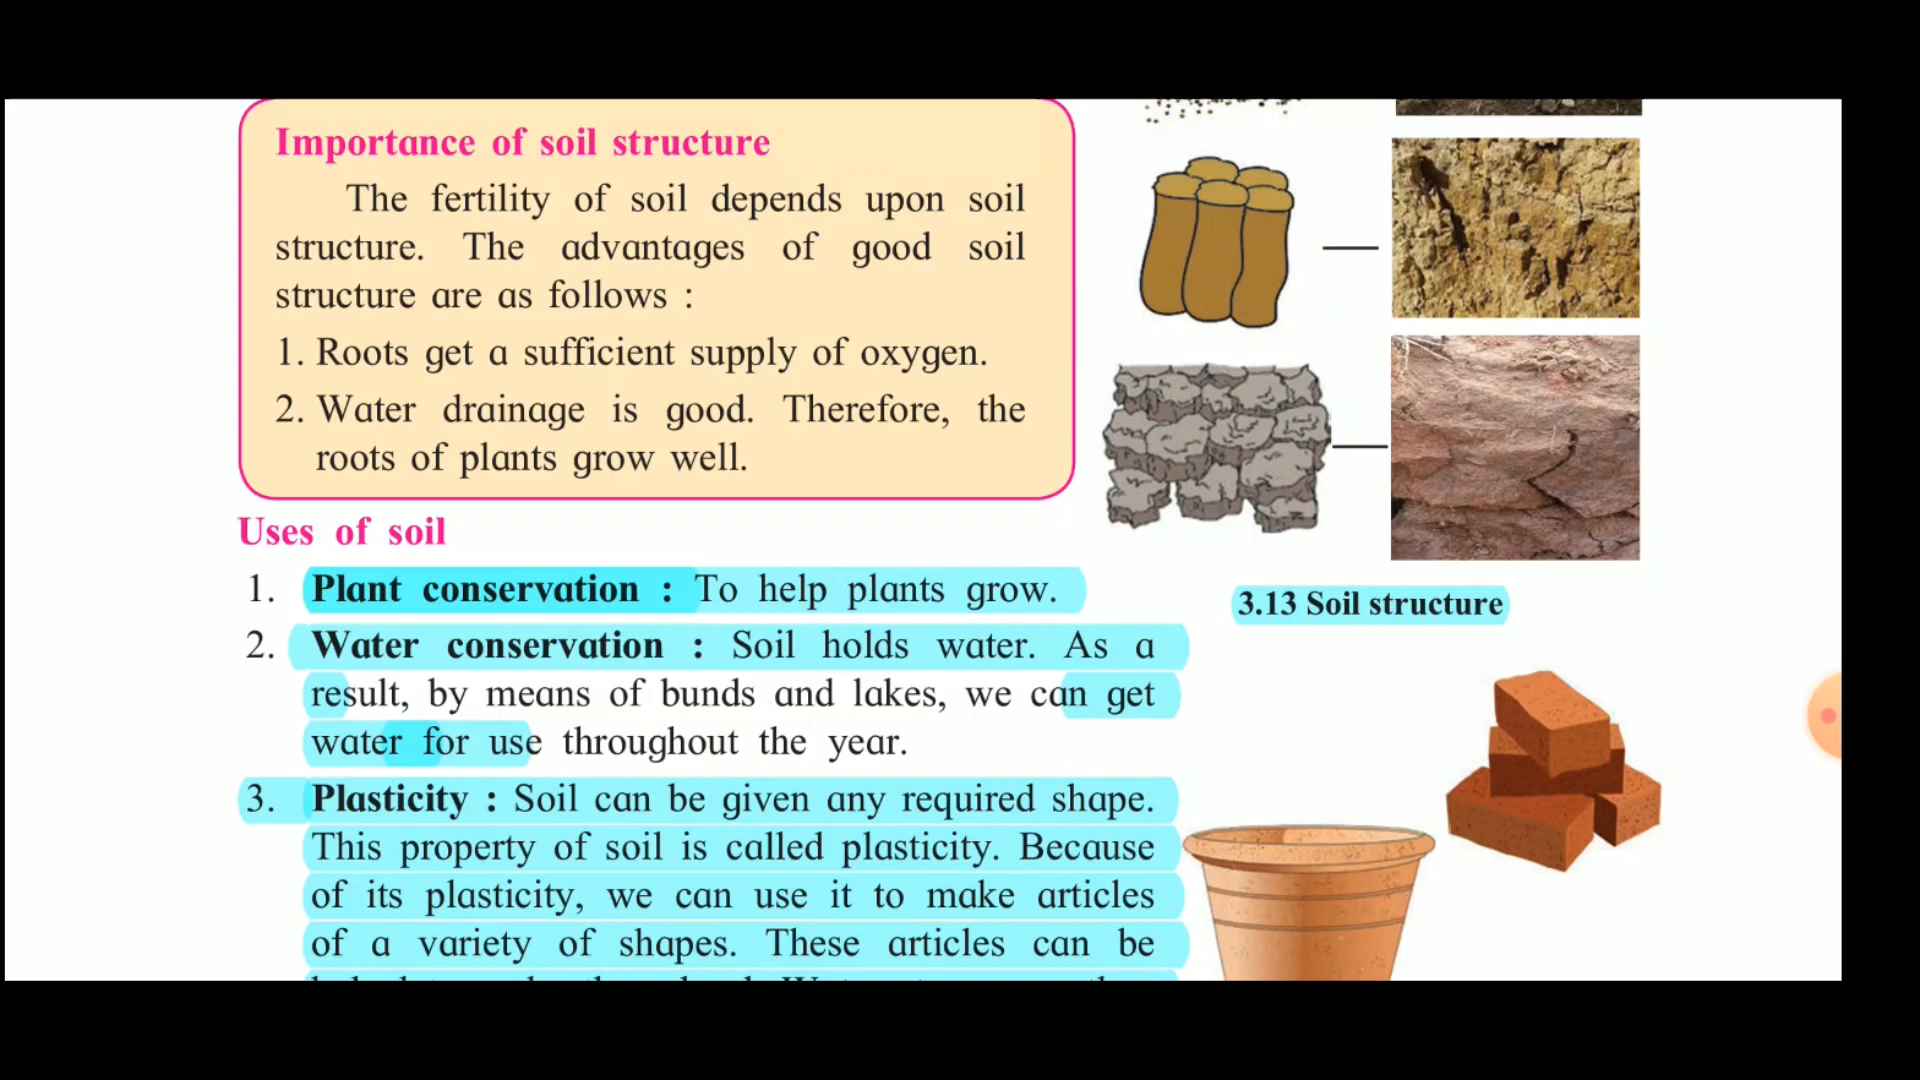 Importance of soil structure
The fertility of soil depends upon soil
structure. The advantages of good soil
structure are as follows :
1. Roots get a sufficient supply of oxygen.
2. Water drainage is good. Therefore, the
roots of plants grow well.
Uses of soil
1. Plant conservation : To help plants grow.
2. Water conservation : Soil holds water. As a
result, by means of bunds and lakes, we can get
water for use throughout the year.
3. Plasticity : Soil can be given any required shape.
This property of soil is called plasticity. Because
of its plasticity, we can use it to make articles
of a variety of shapes. These articles can be
3.13 Soil structure